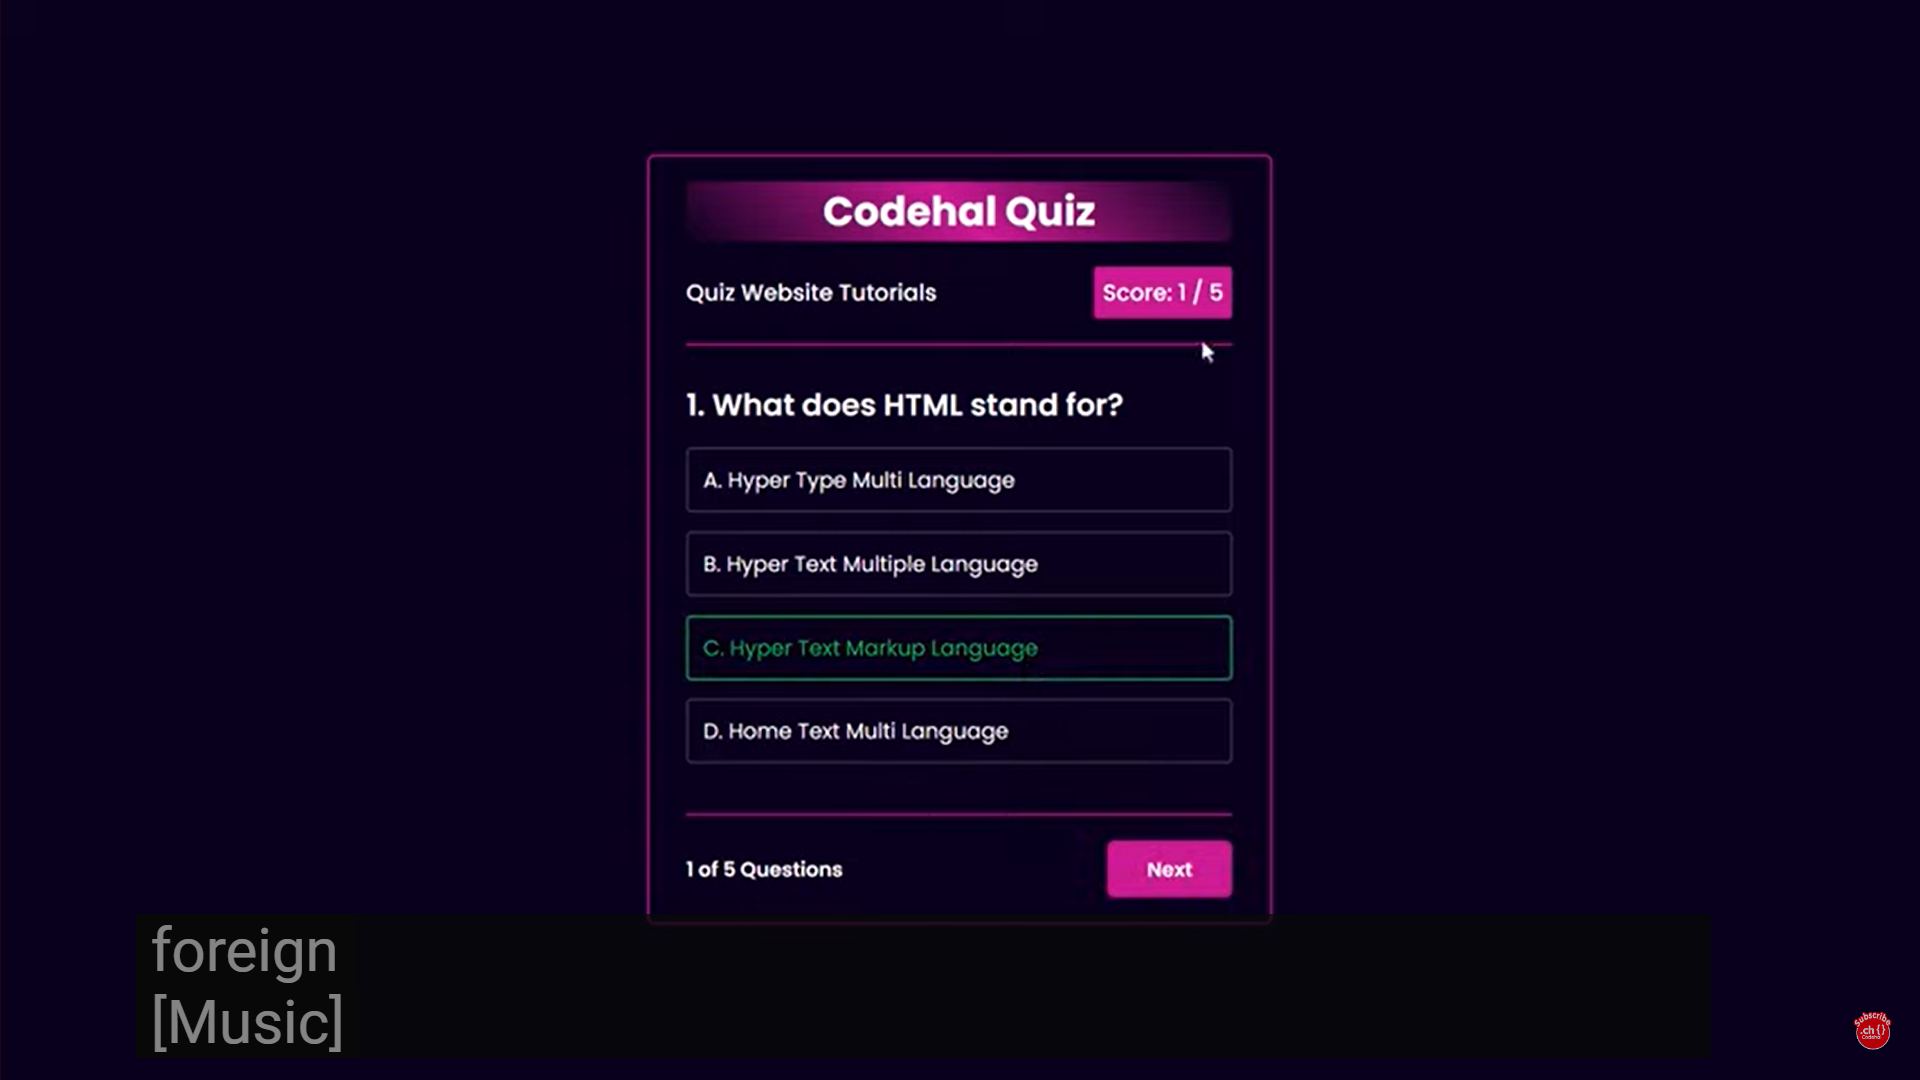 Codehal Quiz
Quiz Website Tutorials
Score: 1 / 5
1. What does HTML stand for?
A. Hyper Type Multi Language
B. Hyper Text Multiple Language
C. Hyper Text Markup Language
D. Home Text Multi Language
1 of 5 Questions
Next
foreign
[Music]
Subscribe
.ch {}
Codehal